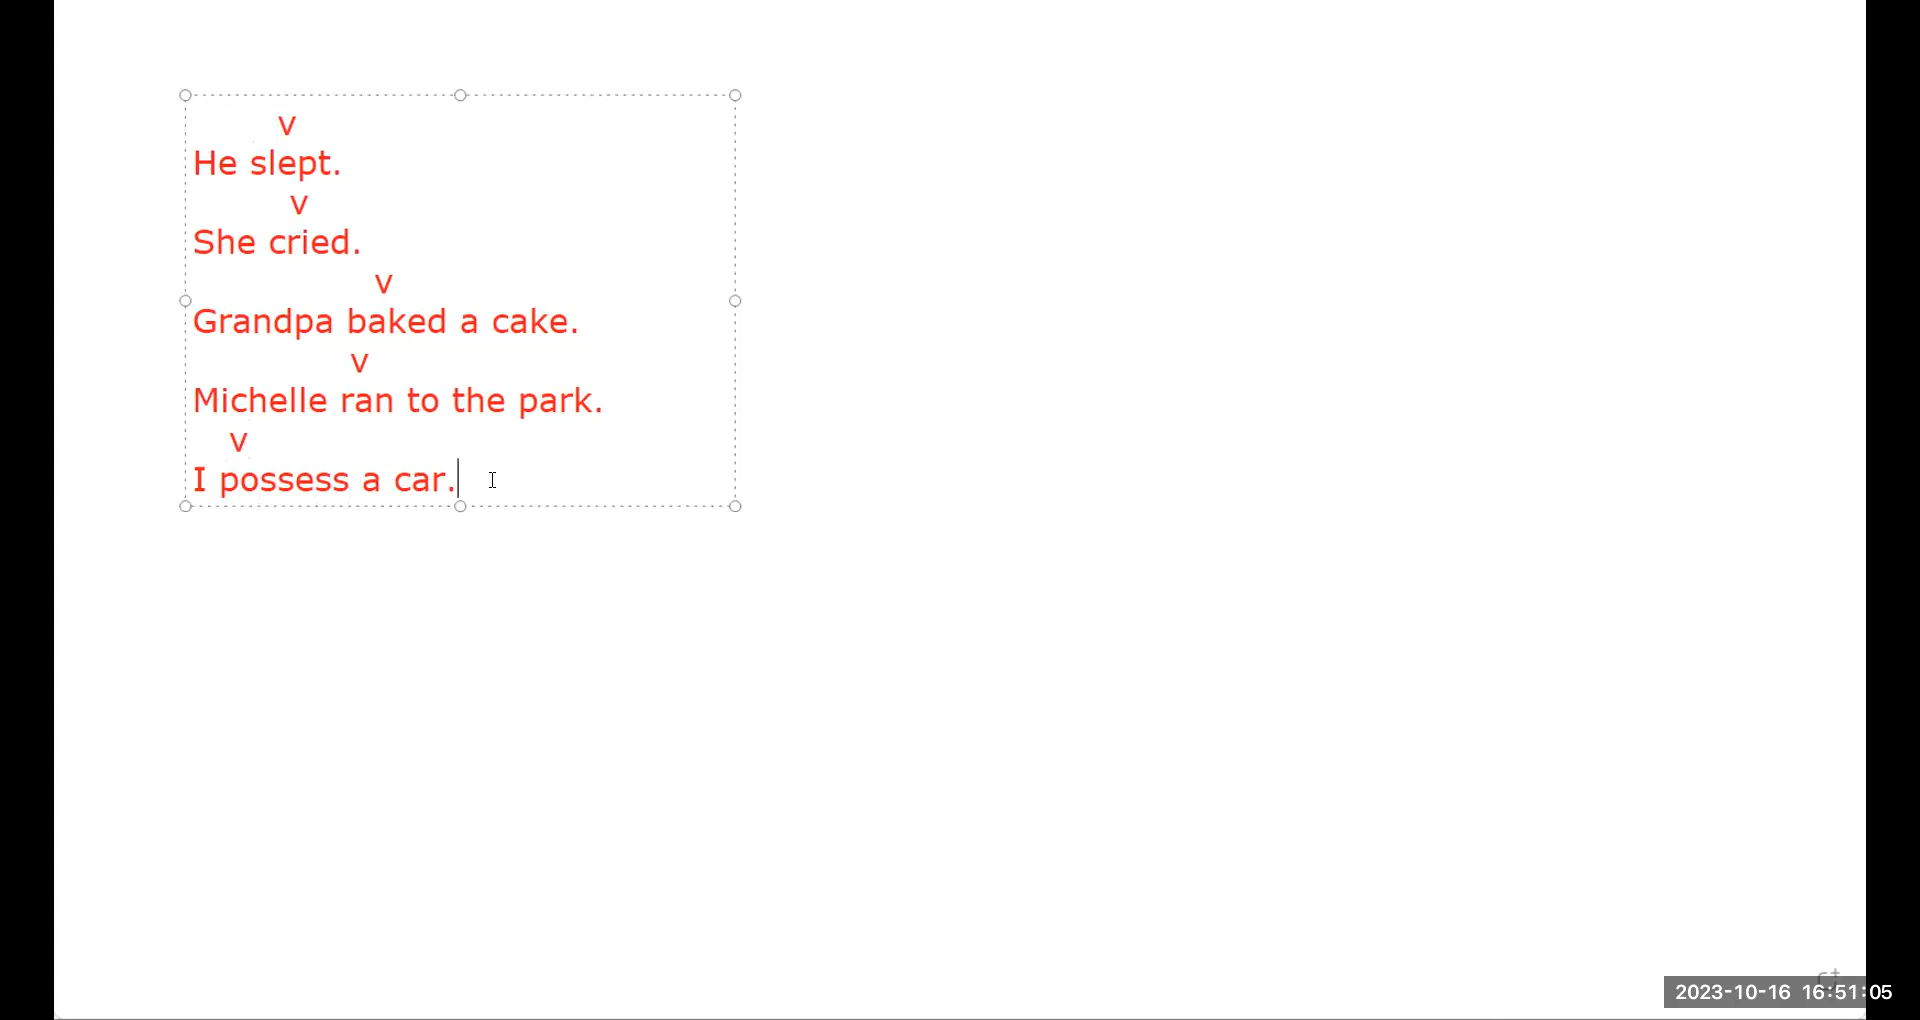 v
He slept.
v
She cried.
v
Grandpa baked a cake.
v
Michelle ran to the park.
v
I possess a car.
2023-10-16 16:51:05